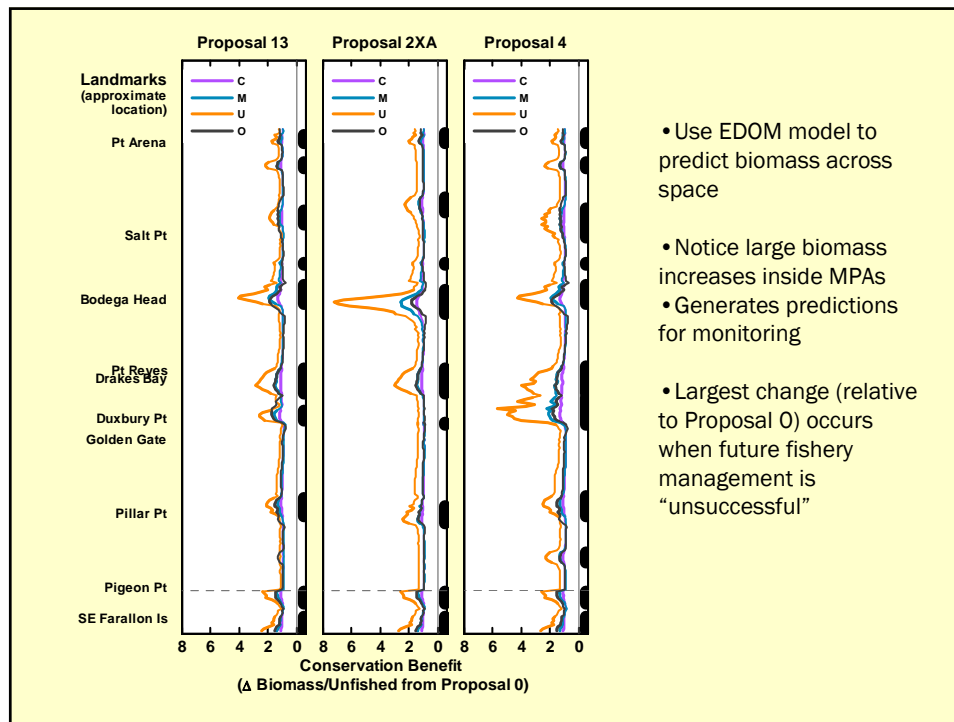 Proposal 13 Proposal 2XA Proposal 4
Landmarks
(approximate
location)
C
M
U
O
C
M
U
O
C
M
U
O
Pt Arena
Salt Pt
Bodega Head
Pt Reyes
Drakes Bay
Duxbury Pt
Golden Gate
Pillar Pt
Pigeon Pt
SE Farallon Is
8 6 4 2 0 8 6 4 2 0 8 6 4 2 0
Conservation Benefit
(Δ Biomass/Unfished from Proposal 0)
•Use EDOM model to
predict biomass across
space
•Notice large biomass
increases inside MPAs
•Generates predictions
for monitoring
•Largest change (relative
to Proposal 0) occurs
when future fishery
management is
“unsuccessful”